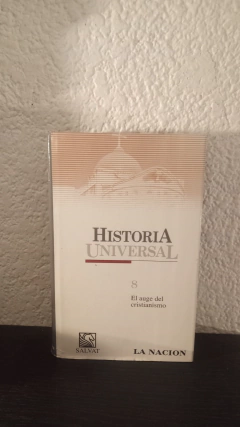 HISTORIA
UNIVERSAL
8
El auge del
cristianismo
SALVAT
LA NACION